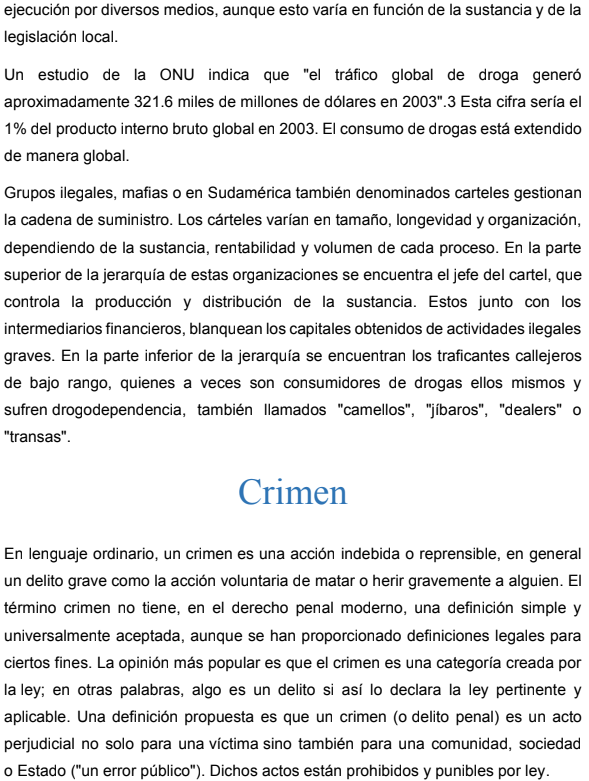 ejecución por diversos medios, aunque esto varía en función de la sustancia y de la
legislación local.
Un estudio de la ONU indica que "el tráfico global de droga generó
aproximadamente 321.6 miles de millones de dólares en 2003".3 Esta cifra sería el
1% del producto interno bruto global en 2003. El consumo de drogas está extendido
de manera global.
Grupos ilegales, mafias o en Sudamérica también denominados carteles gestionan
la cadena de suministro. Los cárteles varían en tamaño, longevidad y organización,
dependiendo de la sustancia, rentabilidad y volumen de cada proceso. En la parte
superior de la jerarquía de estas organizaciones se encuentra el jefe del cartel, que
controla la producción y distribución de la sustancia. Estos junto con los
intermediarios financieros, blanquean los capitales obtenidos de actividades ilegales
graves. En la parte inferior de la jerarquía se encuentran los traficantes callejeros
de bajo rango, quienes a veces son consumidores de drogas ellos mismos y
sufren drogodependencia, también llamados "camellos", "jíbaros", "dealers" o
"transas".
Crimen
En lenguaje ordinario, un crimen es una acción indebida o reprensible, en general
un delito grave como la acción voluntaria de matar o herir gravemente a alguien. El
término crimen no tiene, en el derecho penal moderno, una definición simple y
universalmente aceptada, aunque se han proporcionado definiciones legales para
ciertos fines. La opinión más popular es que el crimen es una categoría creada por
la ley; en otras palabras, algo es un delito si así lo declara la ley pertinente y
aplicable. Una definición propuesta es que un crimen (o delito penal) es un acto
perjudicial no solo para una víctima sino también para una comunidad, sociedad
o Estado ("un error público"). Dichos actos están prohibidos y punibles por ley.